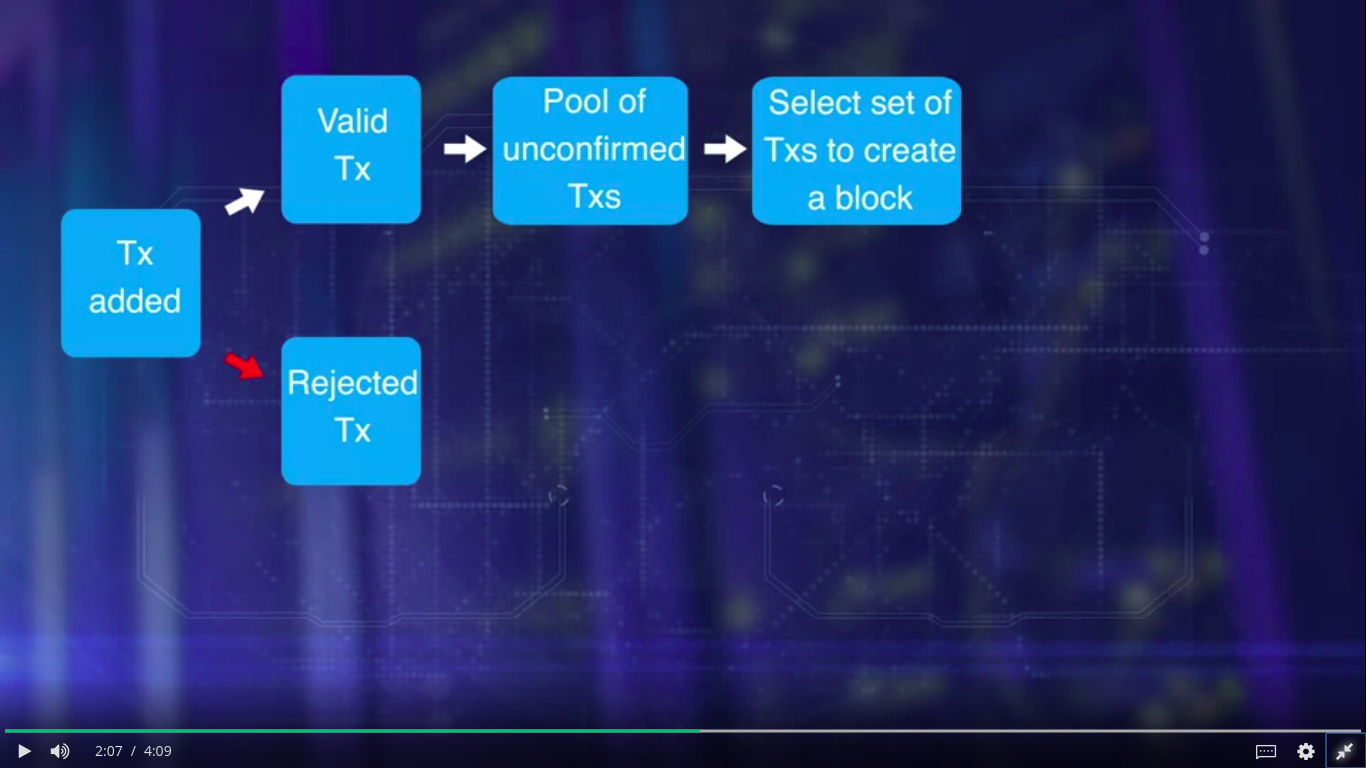 Valid
Tx
Pool of
unconfirmed
Txs
Select set of
Txs to create
a block
Tx
added
Rejected
Tx
2:07 / 4:09